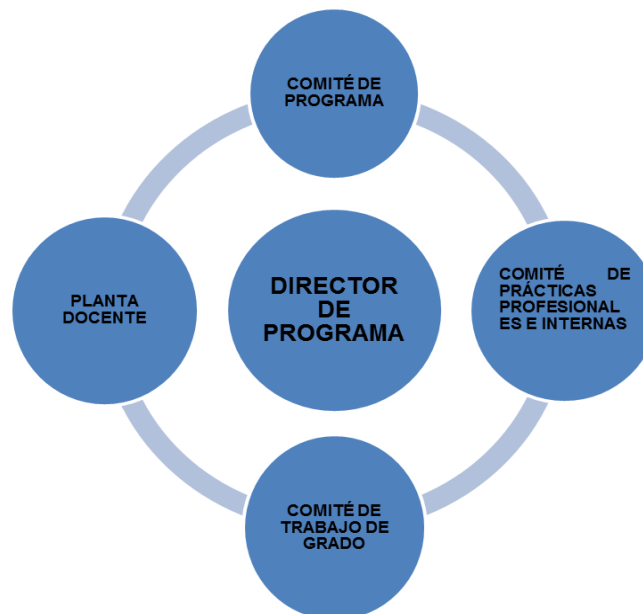 COMITÉ DE
PROGRAMA
PLANTA
DOCENTE
DIRECTOR
DE
PROGRAMA
COMITÉ DE
PRÁCTICAS
PROFESIONAL
ES E INTERNAS
COMITÉ DE
TRABAJO DE
GRADO